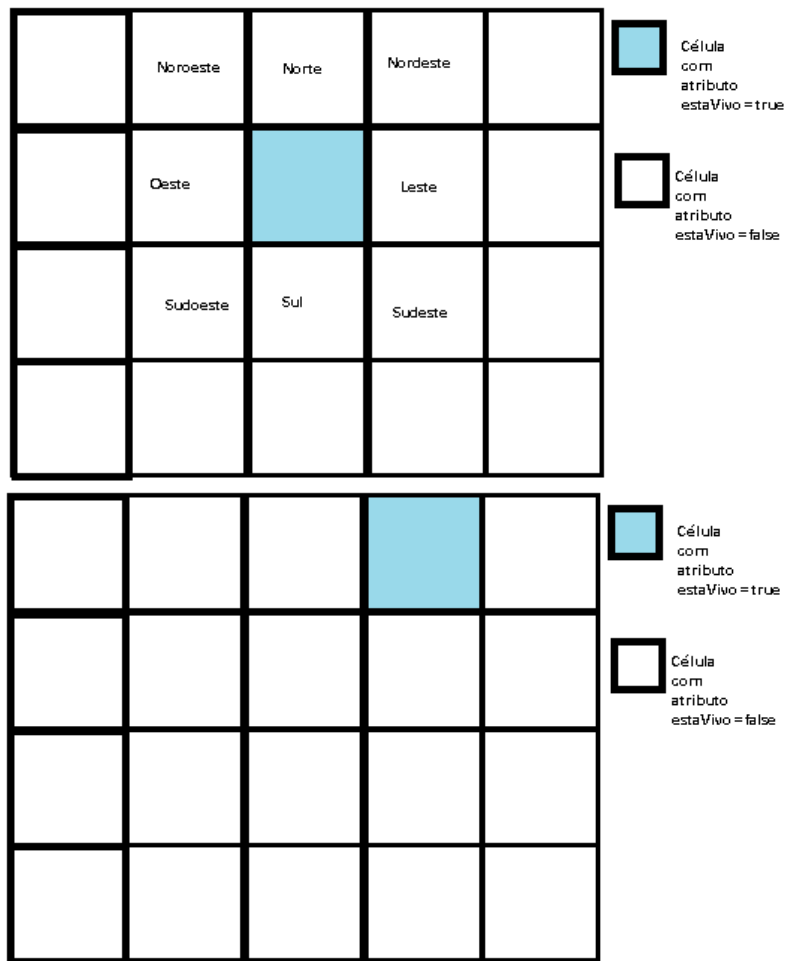 Noroeste Norte Nordeste
Oeste Leste
Sudoeste Sul Sudeste
Célula
com
atributo
estaVivo = true
Célula
com
atributo
estaVivo = false
Célula
com
atributo
estaVivo = true
Célula
com
atributo
estaVivo = false